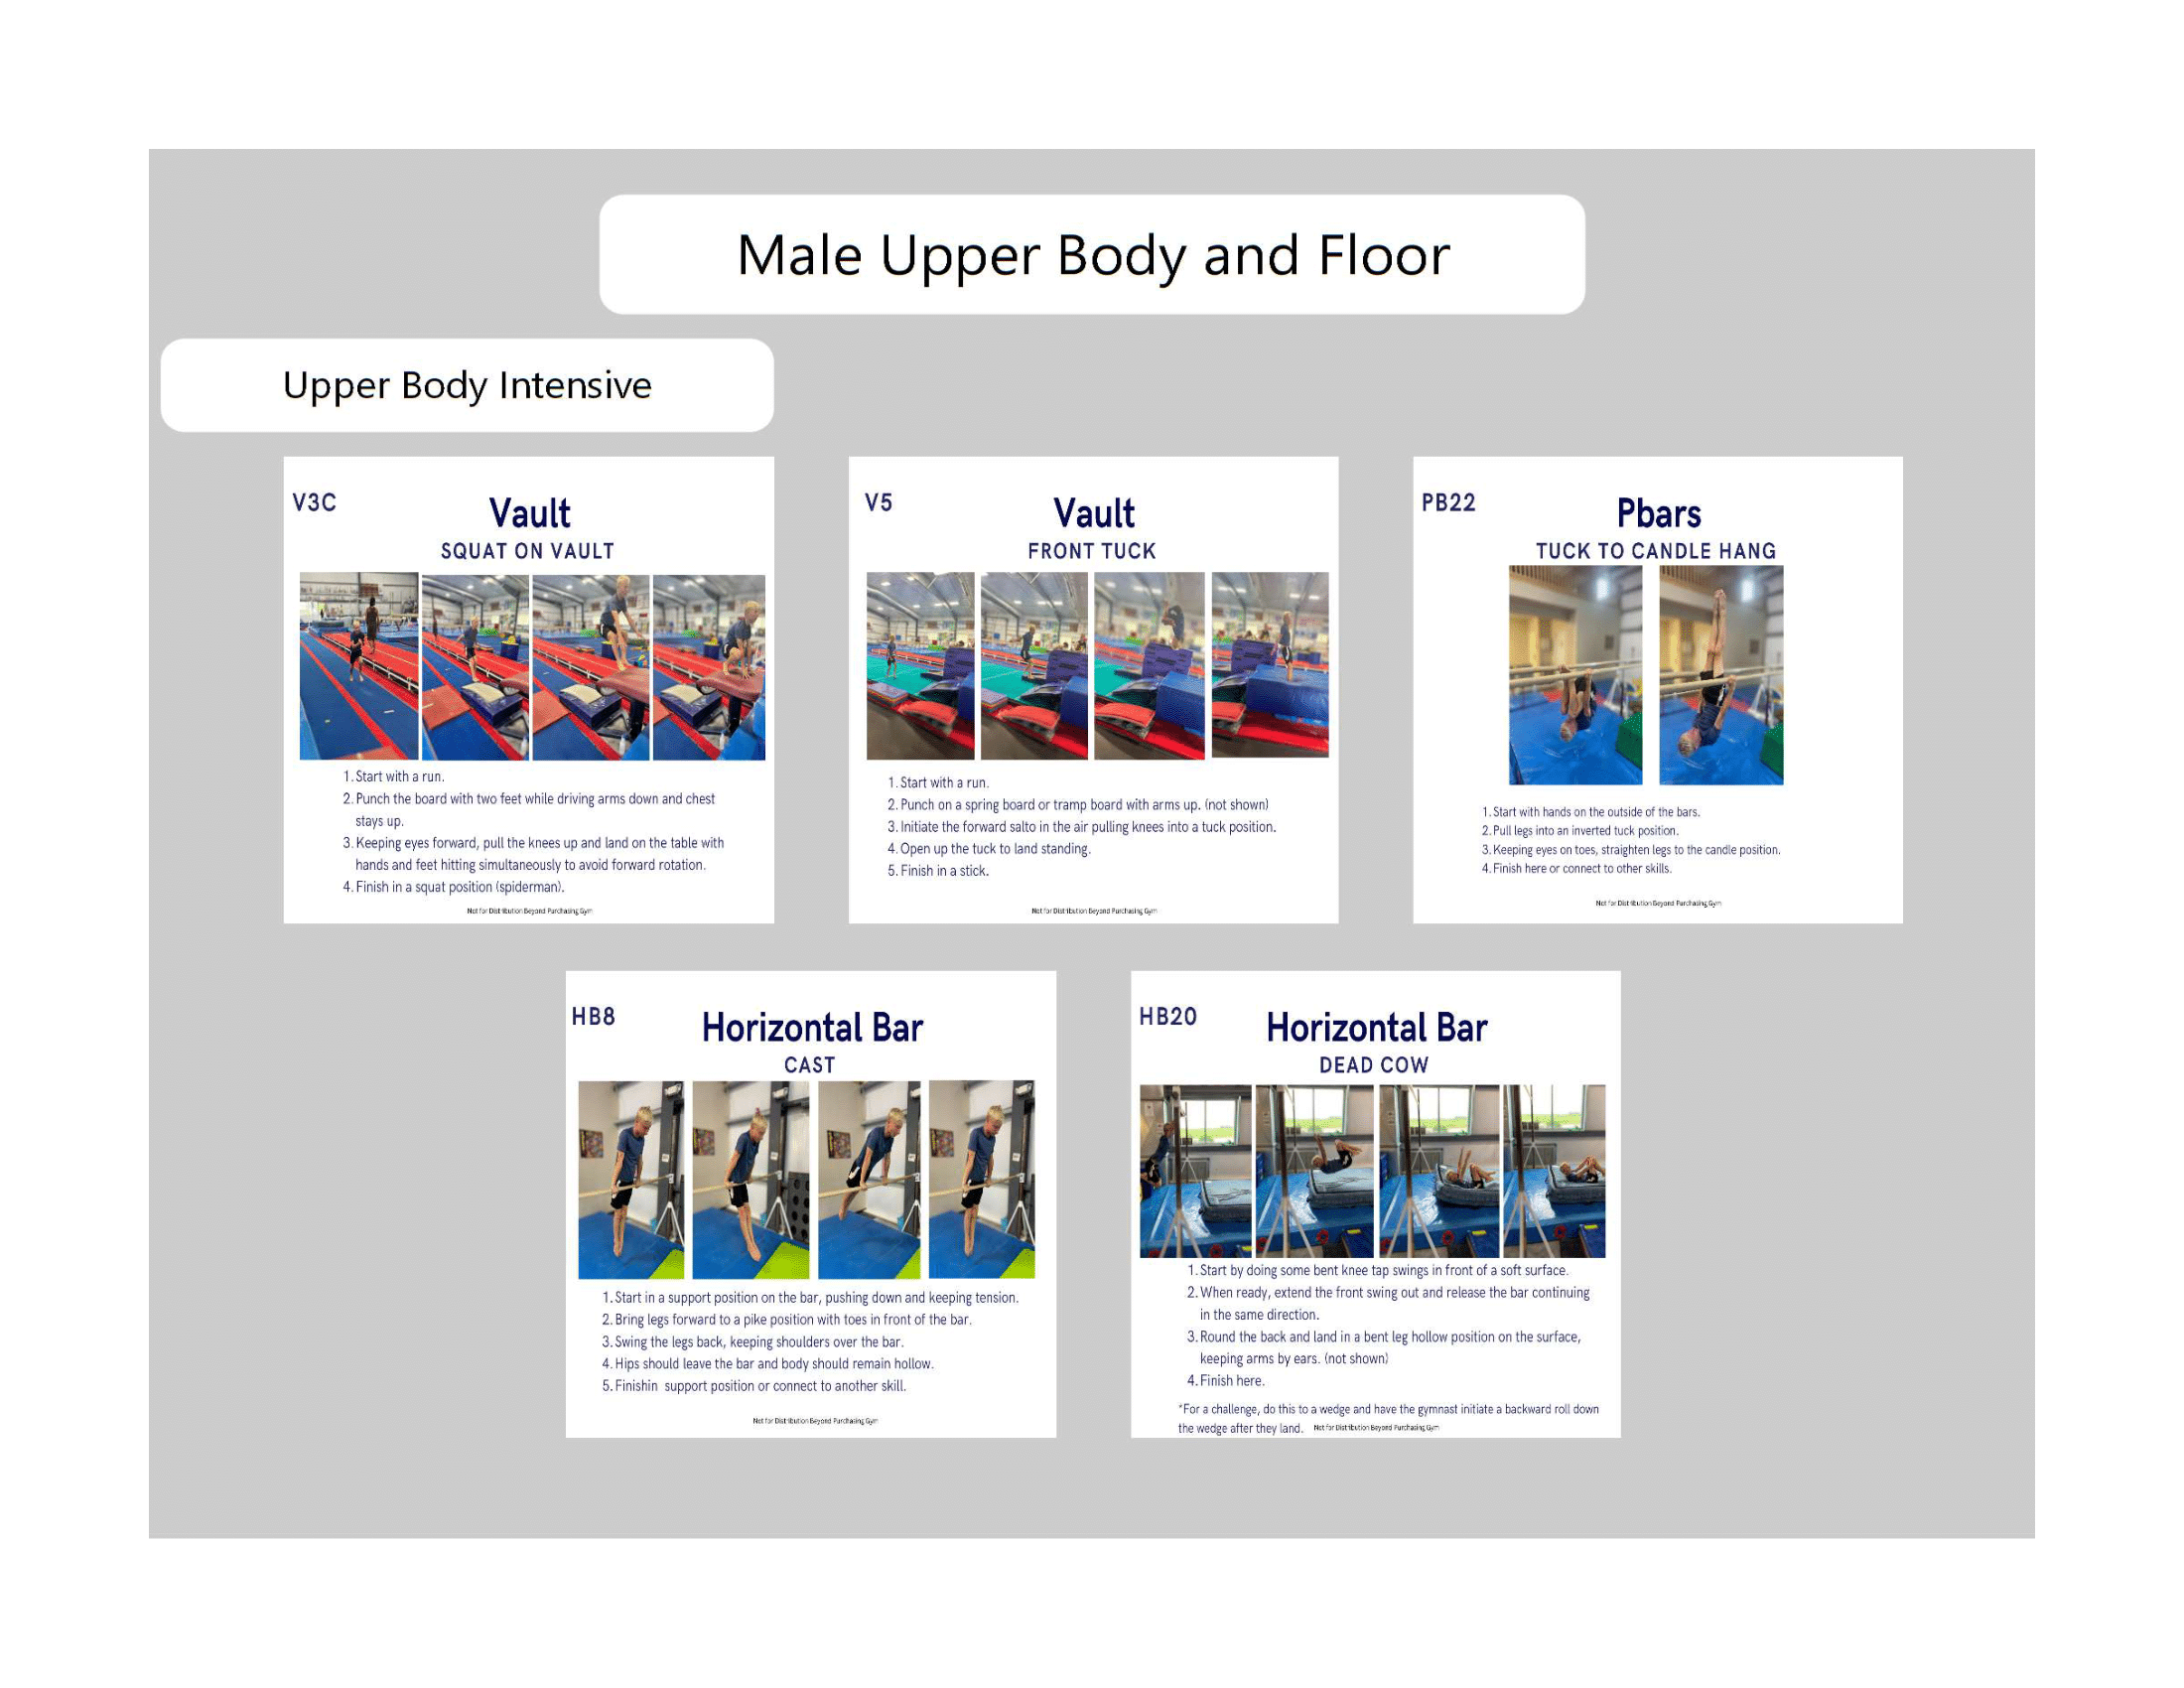 Male Upper Body and Floor
Upper Body Intensive
V3C
Vault
SQUAT ON VAULT
1. Start with a run.
2. Punch the board with two feet while driving arms down and chest
stays up.
3. Keeping eyes forward, pull the knees up and land on the table with
hands and feet hitting simultaneously to avoid forward rotation.
4. Finish in a squat position (spiderman).
Not for Distribution Beyond Purchasing Gym
V5
Vault
FRONT TUCK
1. Start with a run.
2. Punch on a spring board or tramp board with arms up. (not shown)
3. Initiate the forward salto in the air pulling knees into a tuck position.
4. Open up the tuck to land standing.
5. Finish in a stick.
Not for Distribution Beyond Purchasing Gym
PB22
Pbars
TUCK TO CANDLE HANG
1. Start with hands on the outside of the bars.
2. Pull legs into an inverted tuck position.
3. Keeping eyes on toes, straighten legs to the candle position.
4. Finish here or connect to other skills.
Not for Distribution Beyond Purchasing Gym
HB8
Horizontal Bar
CAST
1. Start in a support position on the bar, pushing down and keeping tension.
2. Bring legs forward to a pike position with toes in front of the bar.
3. Swing the legs back, keeping shoulders over the bar.
4. Hips should leave the bar and body should remain hollow.
5. Finishin support position or connect to another skill.
Not for Distribution Beyond Purchasing Gym
HB20
Horizontal Bar
DEAD COW
1. Start by doing some bent knee tap swings in front of a soft surface.
2. When ready, extend the front swing out and release the bar continuing
in the same direction.
3. Round the back and land in a bent leg hollow position on the surface,
keeping arms by ears. (not shown)
4. Finish here.
*For a challenge, do this to a wedge and have the gymnast initiate a backward roll down
the wedge after they land. Not for Distribution Beyond Purchasing Gym